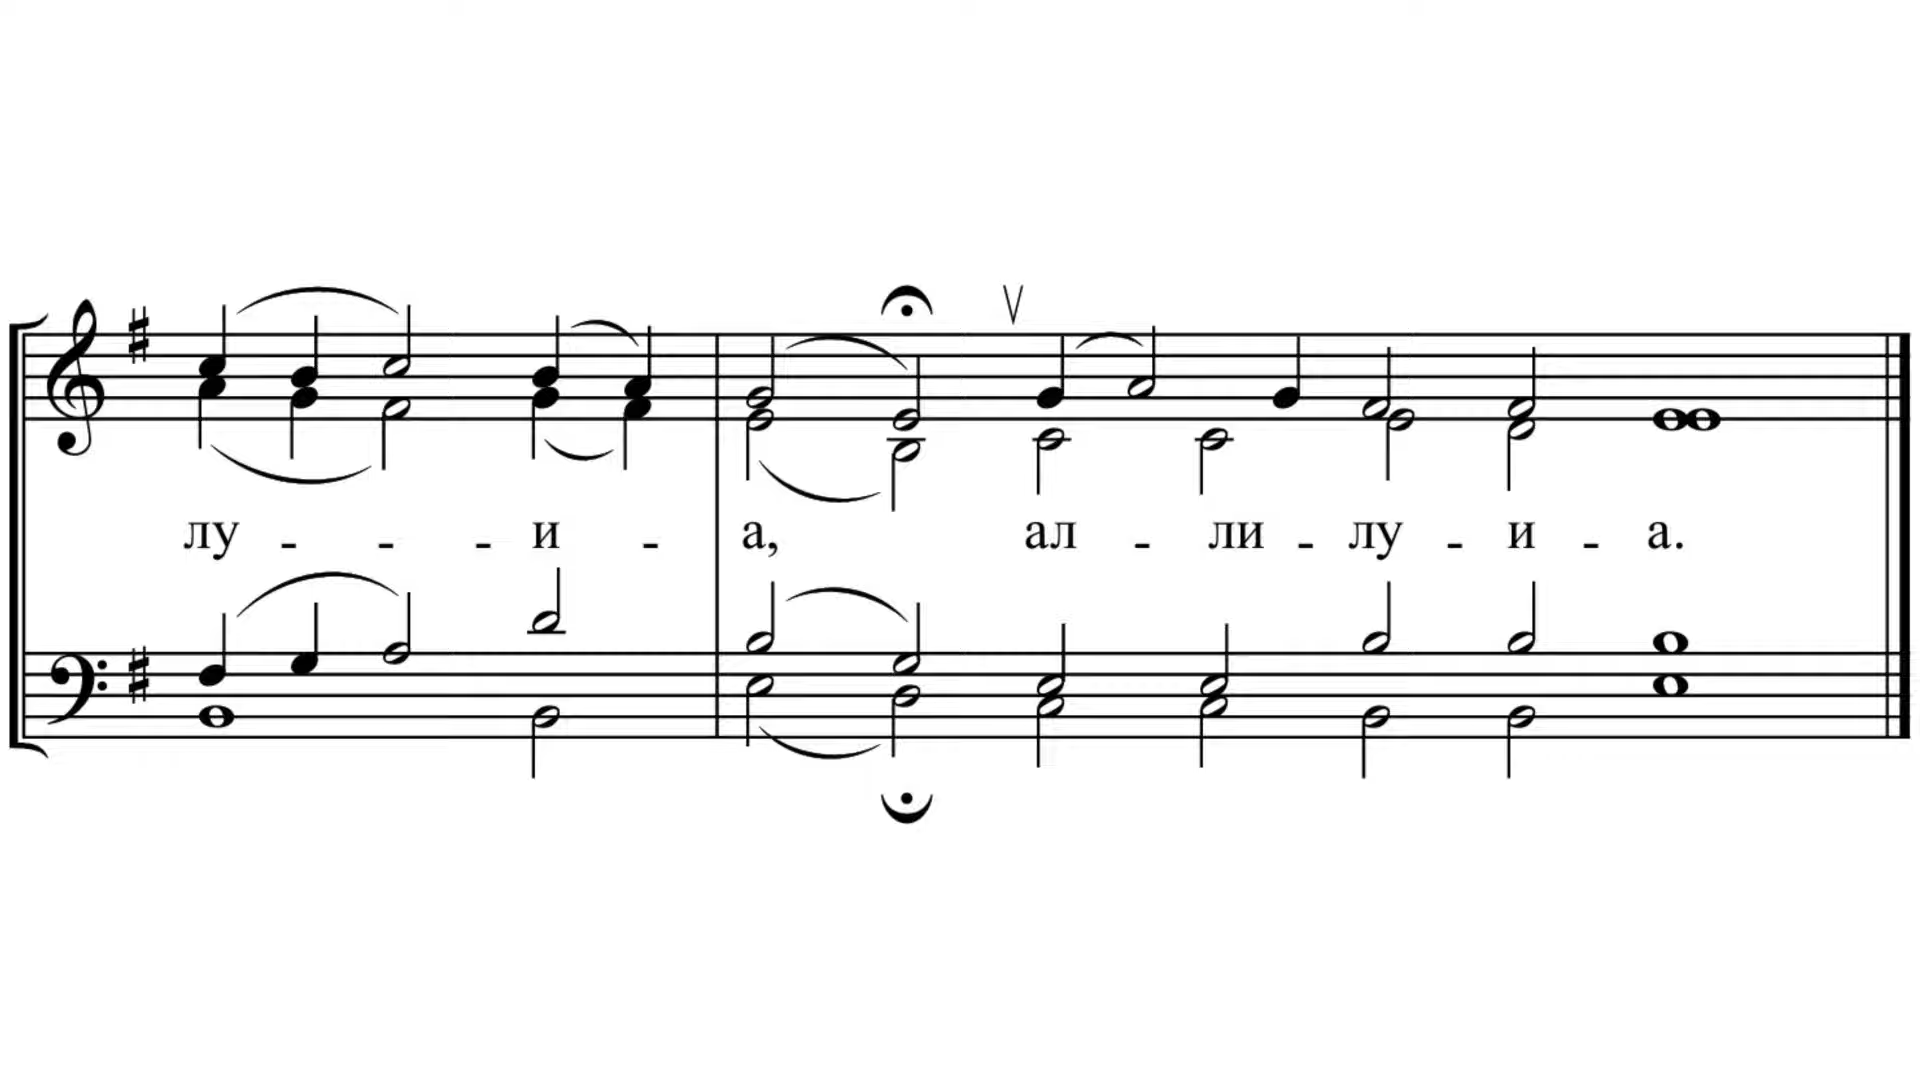 лу - - - и - а, ал - ли - лу - и - а.